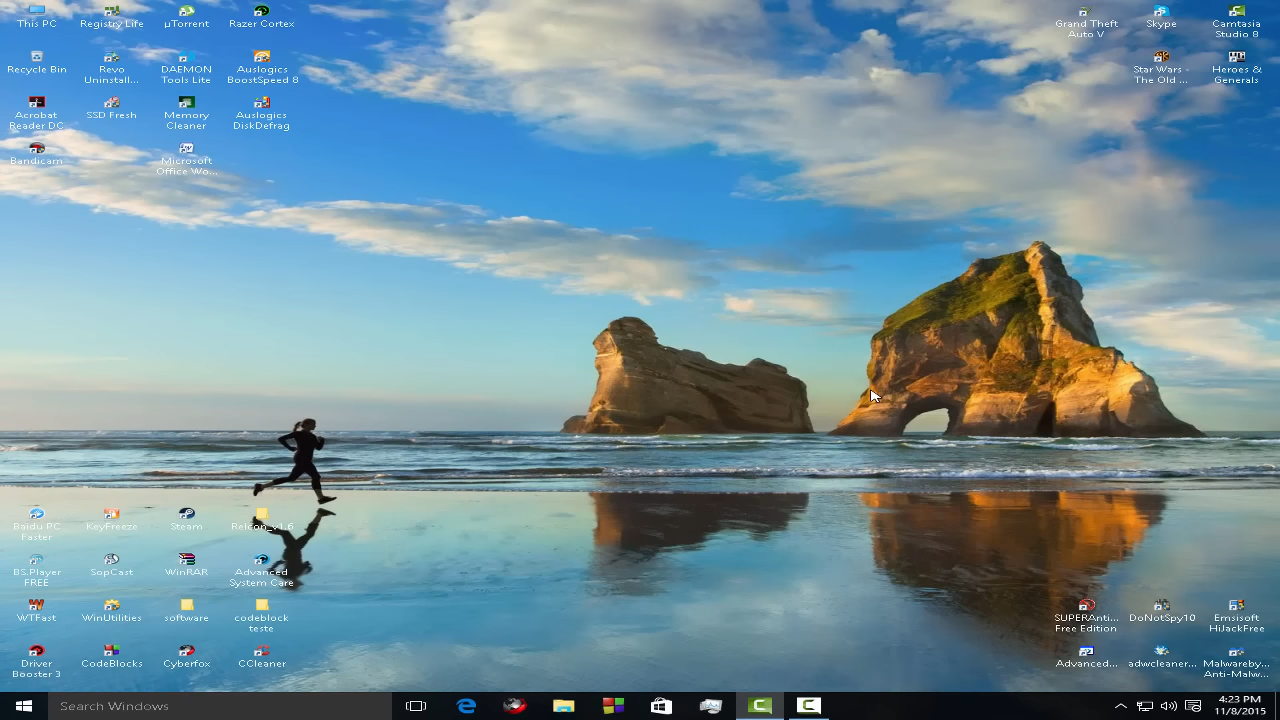 This PC
Registry Life
µTorrent
Razer Cortex
Grand Theft
Auto V
Skype
Camtasia
Studio 8
Recycle Bin
Revo
Uninstall...
DAEMON
Tools Lite
Auslogics
BoostSpeed 8
Star Wars -
The Old ...
Heroes &
Generals
Acrobat
Reader DC
SSD Fresh
Memory
Cleaner
Auslogics
DiskDefrag
Bandicam
Microsoft
Office Wo...
Baidu PC
Faster
KeyFreeze
Steam
Relcon_v1.6
BS.Player
FREE
SopCast
WinRAR
Advanced
System Care
WTFast
WinUtilities
software
codeblock
teste
SUPERAnti...
Free Edition
DoNotSpy10
Emsisoft
HiJackFree
Driver
Booster 3
CodeBlocks
Cyberfox
CCleaner
Advanced...
adwcleaner...
Malwareby...
Anti-Malw...
Search Windows
4:23 PM
11/8/2015